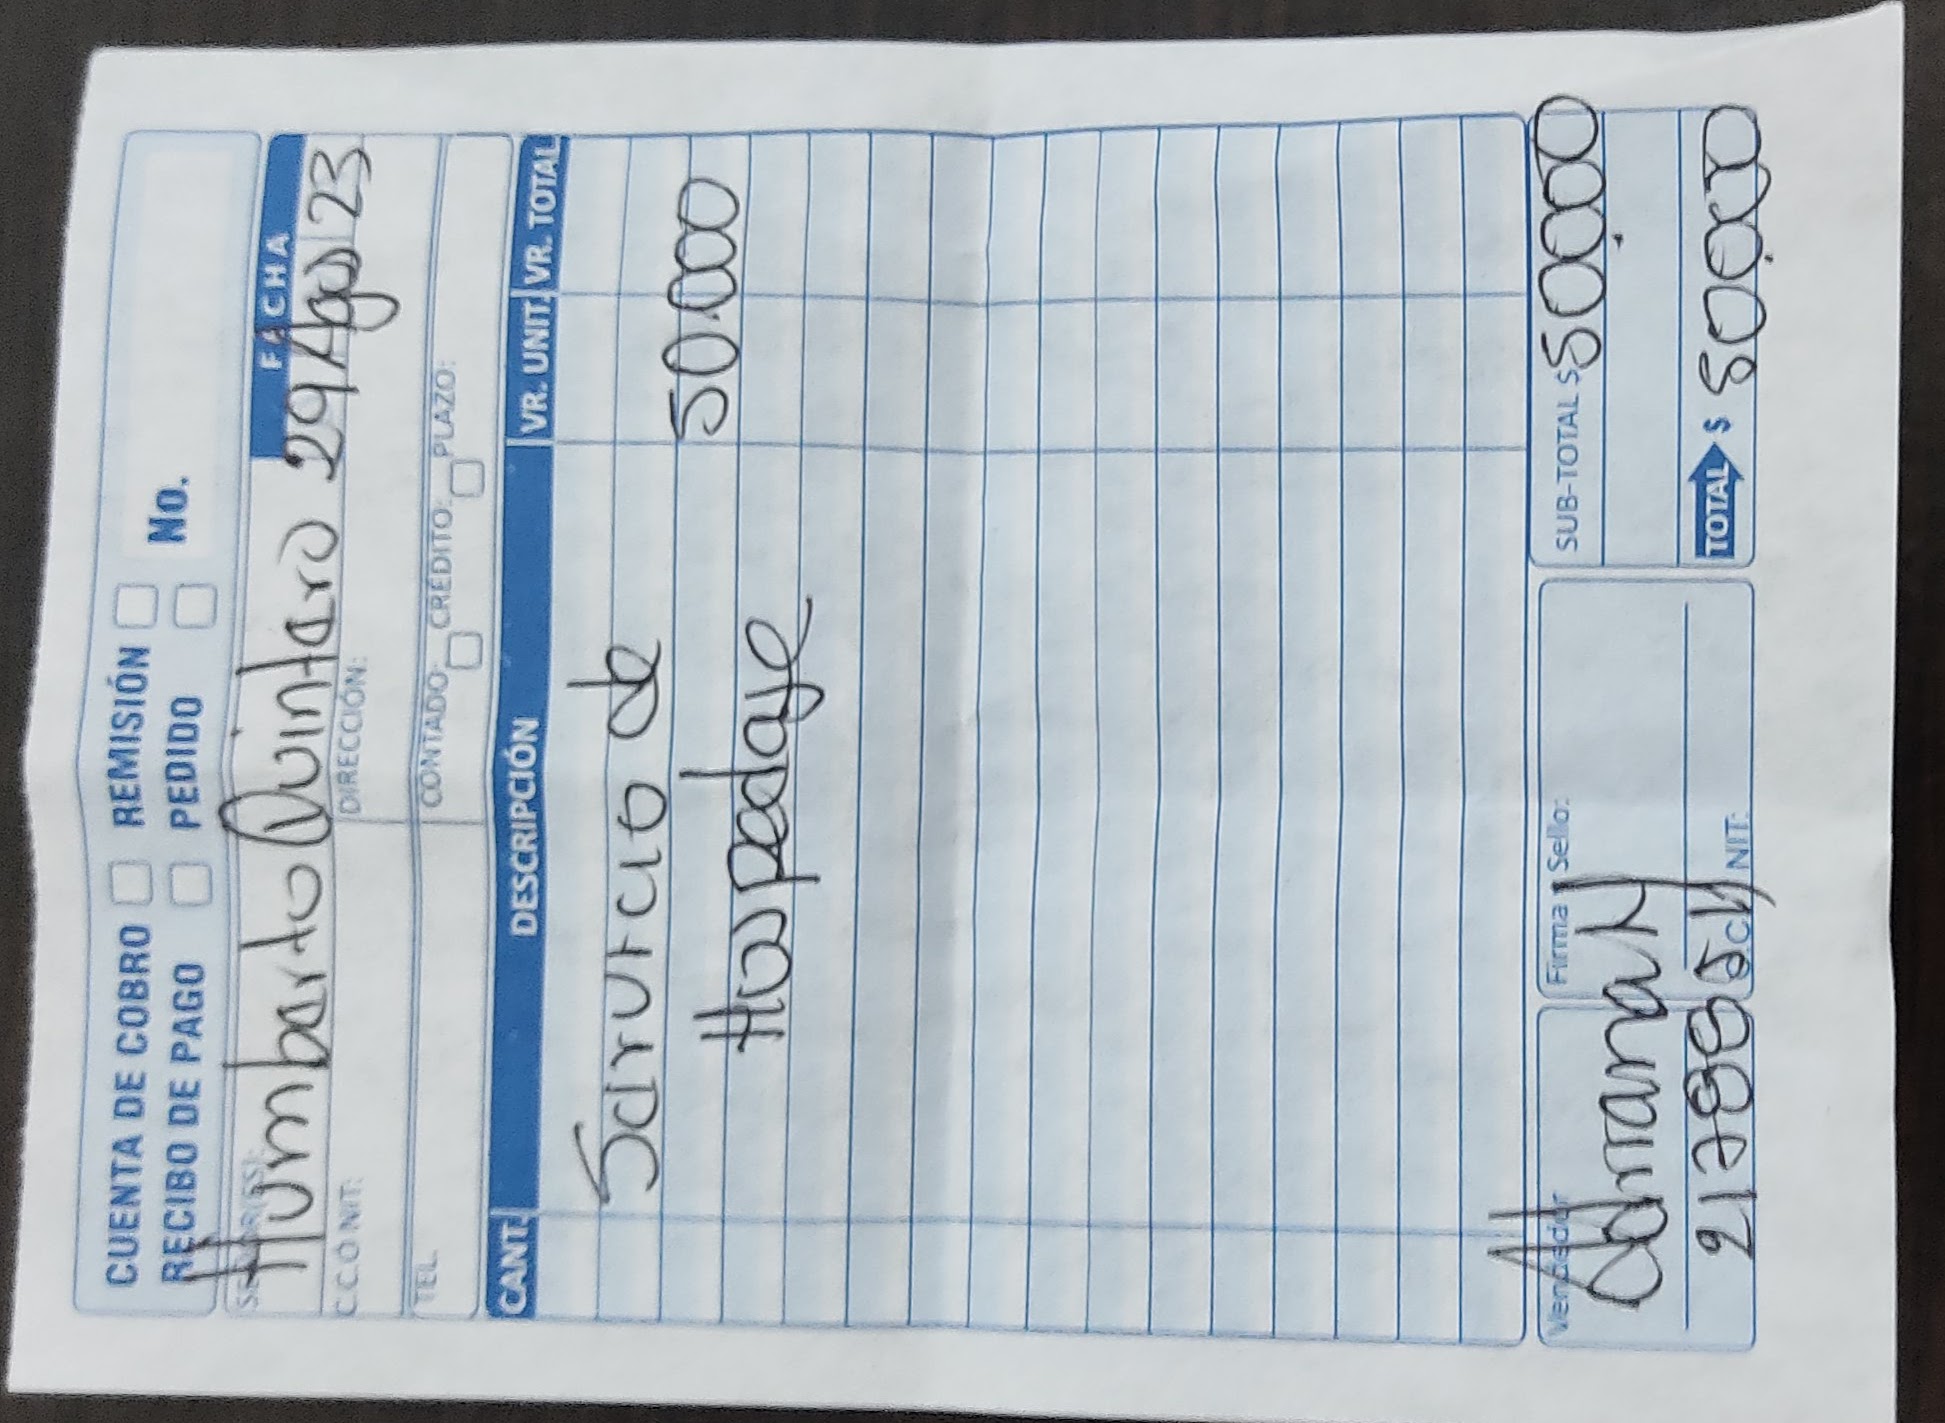 CUENTA DE COBRO REMISIÓN
RECIBO DE PAGO PEDIDO No.
SEÑOR(ES): FECHA
Humberto Quintero 29 Ago 23
C.C.O NIT: DIRECCIÓN:
TEL. CONTADO: CRÉDITO: PLAZO:
CANT. DESCRIPCIÓN VR. UNIT. VR. TOTAL
Servicio de
Hospedaje 50.000
Vendedor Firma y Sello: SUB-TOTAL $ 50.000
Adriana H
NIT: TOTAL $ 50.000